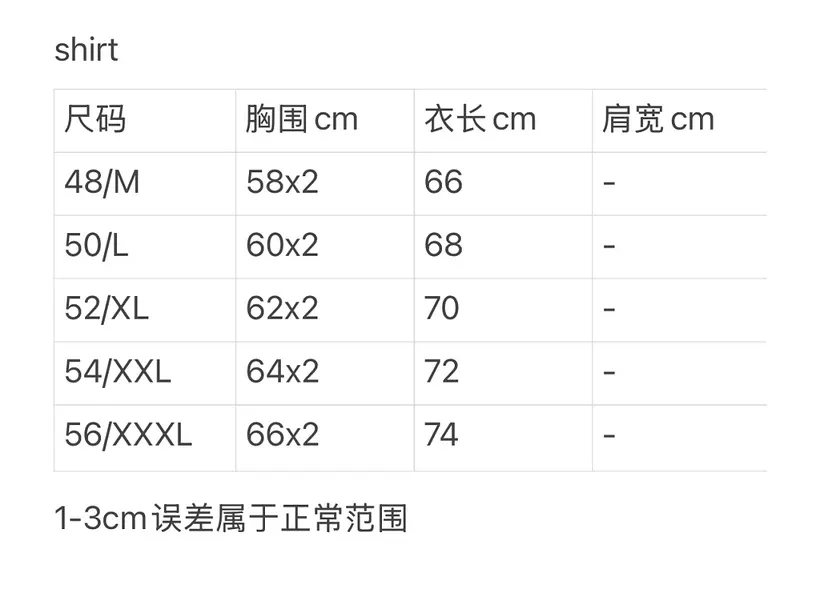 shirt
尺码 胸围cm 衣长cm 肩宽cm
48/M 58x2 66 -
50/L 60x2 68 -
52/XL 62x2 70 -
54/XXL 64x2 72 -
56/XXXL 66x2 74 -
1-3cm误差属于正常范围